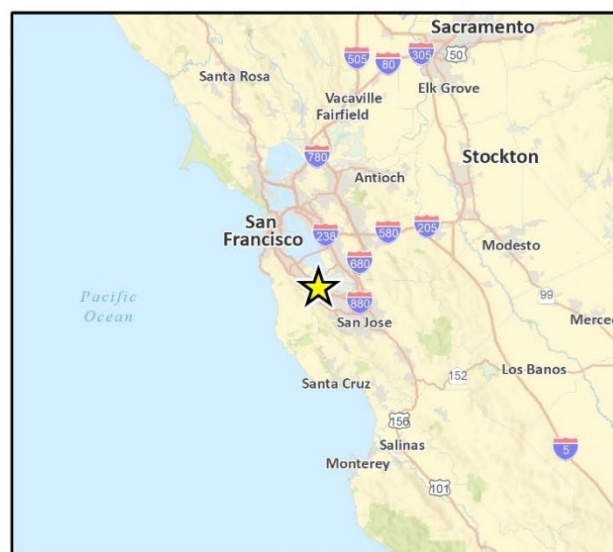 Sacramento
505
80
305
50
Santa Rosa
Elk Grove
Vacaville
Fairfield
780
Stockton
Antioch
San
Francisco
238
580
205
Modesto
680
Pacific
Ocean
880
99
San Jose
Merced
152
Los Banos
Santa Cruz
156
Salinas
5
Monterey
101